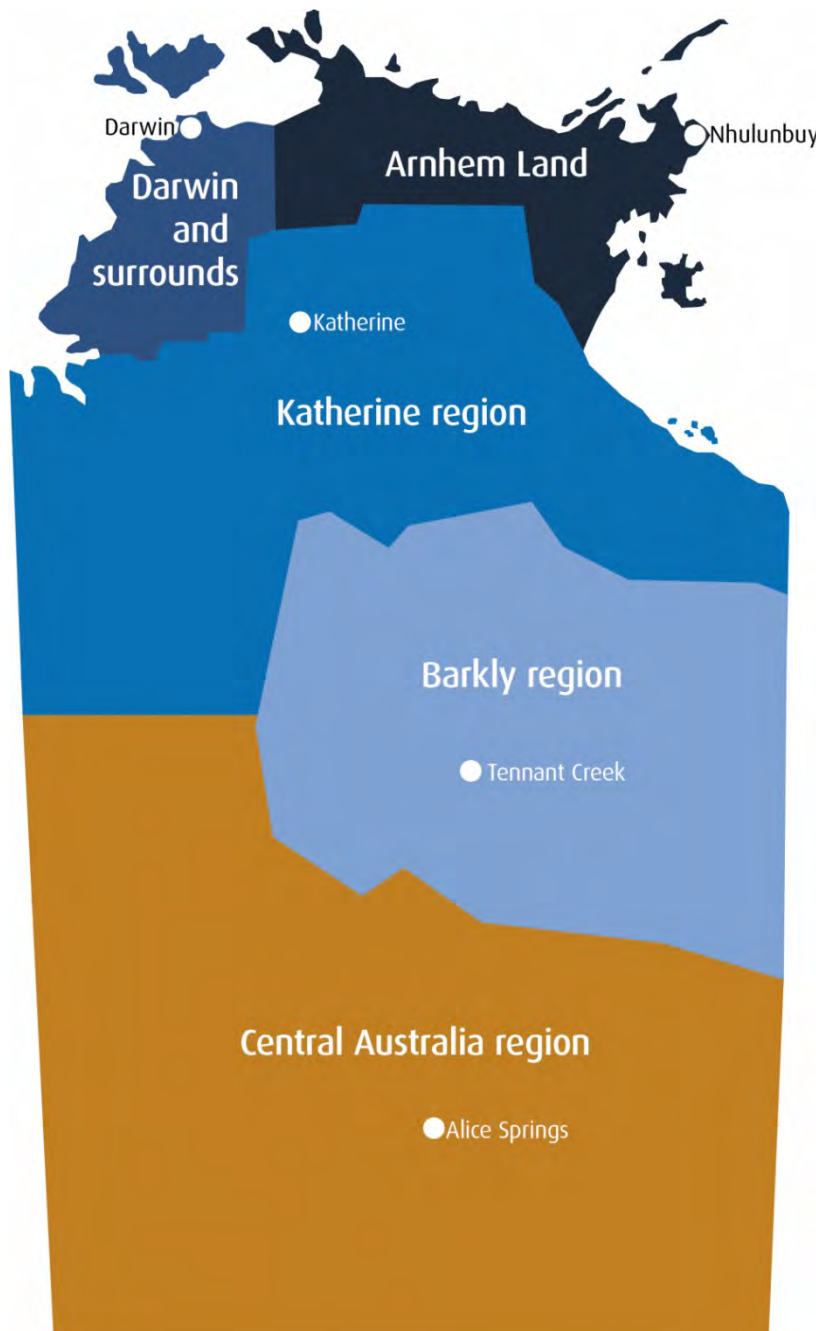 Darwin
Nhulunbuy
Arnhem Land
Darwin
and
surrounds
Katherine
Katherine region
Barkly region
Tennant Creek
Central Australia region
Alice Springs